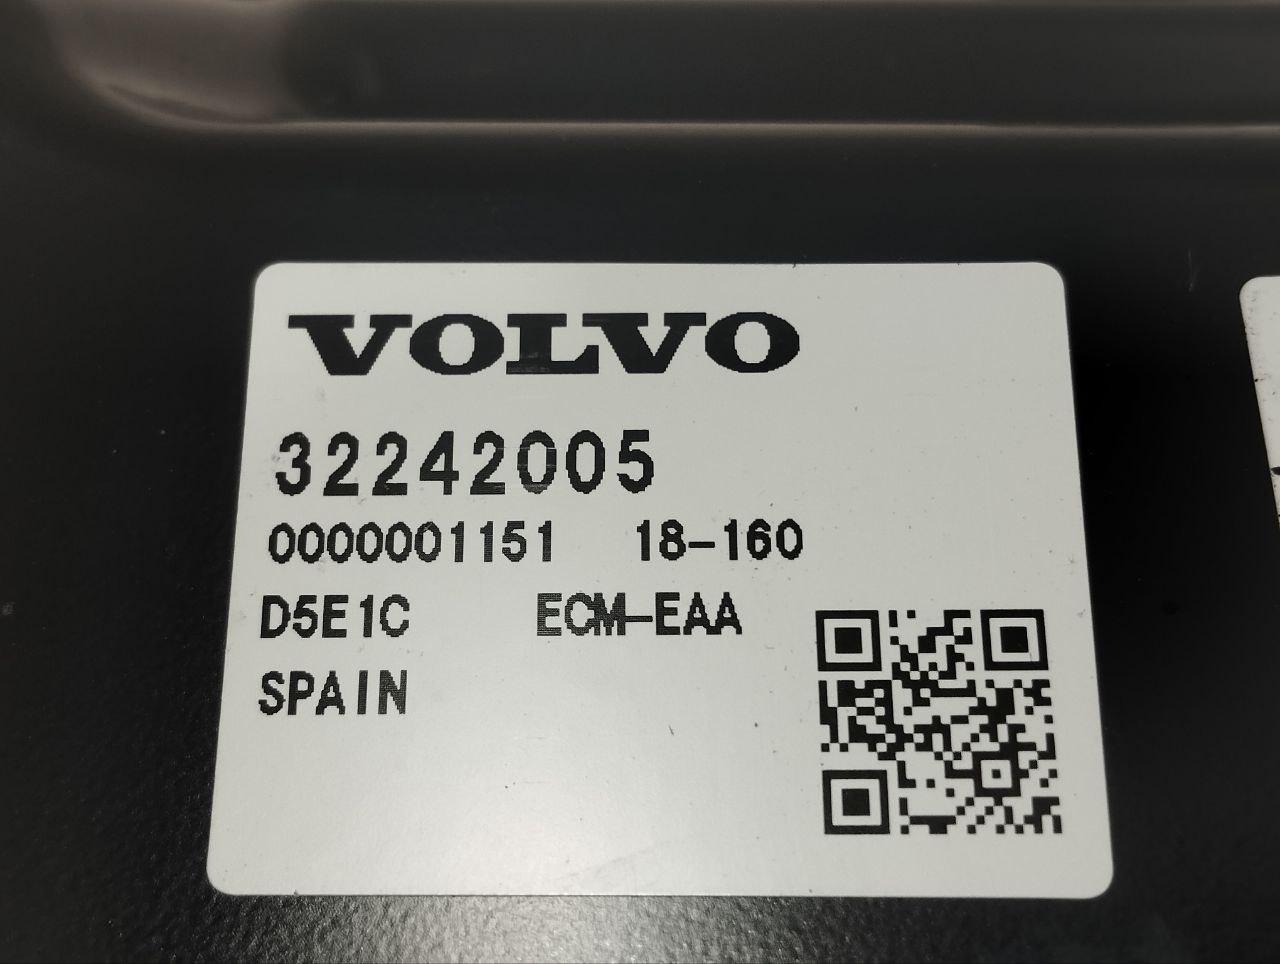 VOLVO
32242005
0000001151 18-160
D5E1C ECM-EAA
SPAIN